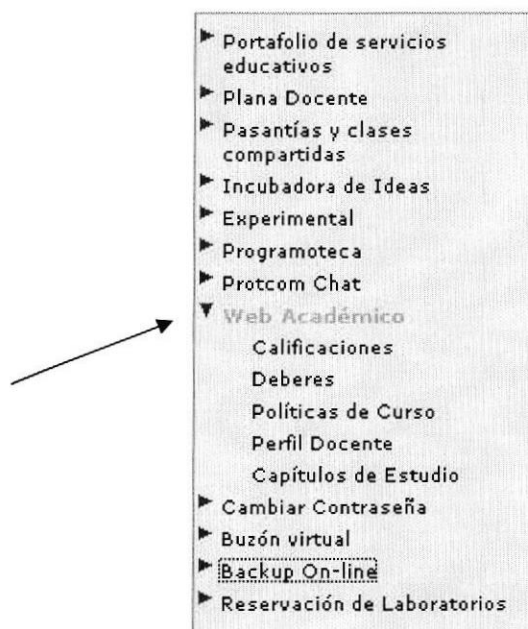 Portafolio de servicios
educativos
Plana Docente
Pasantías y clases
compartidas
Incubadora de Ideas
Experimental
Programoteca
Protcom Chat
Web Académico
Calificaciones
Deberes
Políticas de Curso
Perfil Docente
Capítulos de Estudio
Cambiar Contraseña
Buzón virtual
Backup On-line
Reservación de Laboratorios